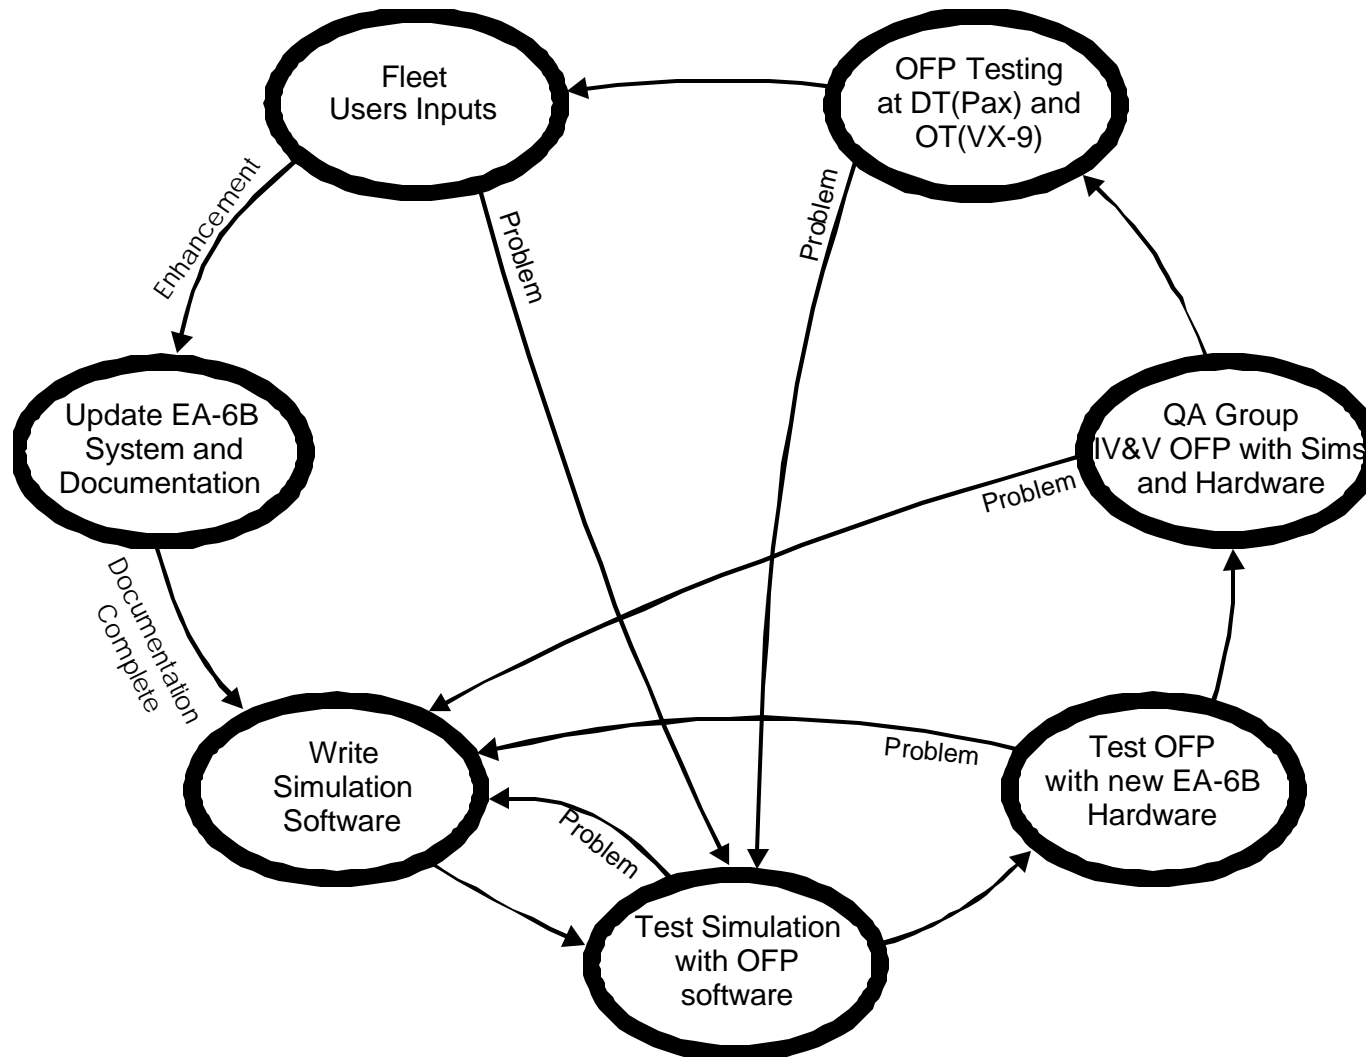 Fleet
Users Inputs
OFP Testing
at DT(Pax) and
OT(VX-9)
Enhancement
Problem
Problem
Update EA-6B
System and
Documentation
QA Group
IV&V OFP with Sims
and Hardware
Problem
Documentation
Complete
Write
Simulation
Software
Problem
Test OFP
with new EA-6B
Hardware
Problem
Test Simulation
with OFP
software